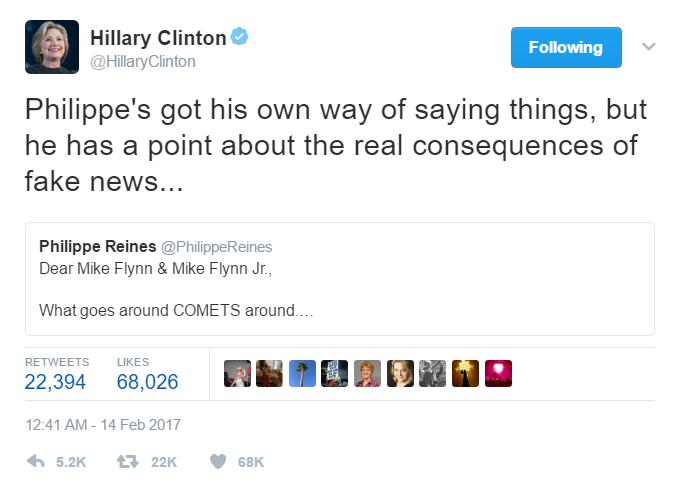 Hillary Clinton
@HillaryClinton
Following
Philippe's got his own way of saying things, but
he has a point about the real consequences of
fake news...
Philippe Reines @PhilippeReines
Dear Mike Flynn & Mike Flynn Jr.,
What goes around COMETS around....
RETWEETS LIKES
22,394 68,026
12:41 AM - 14 Feb 2017
5.2K 22K 68K